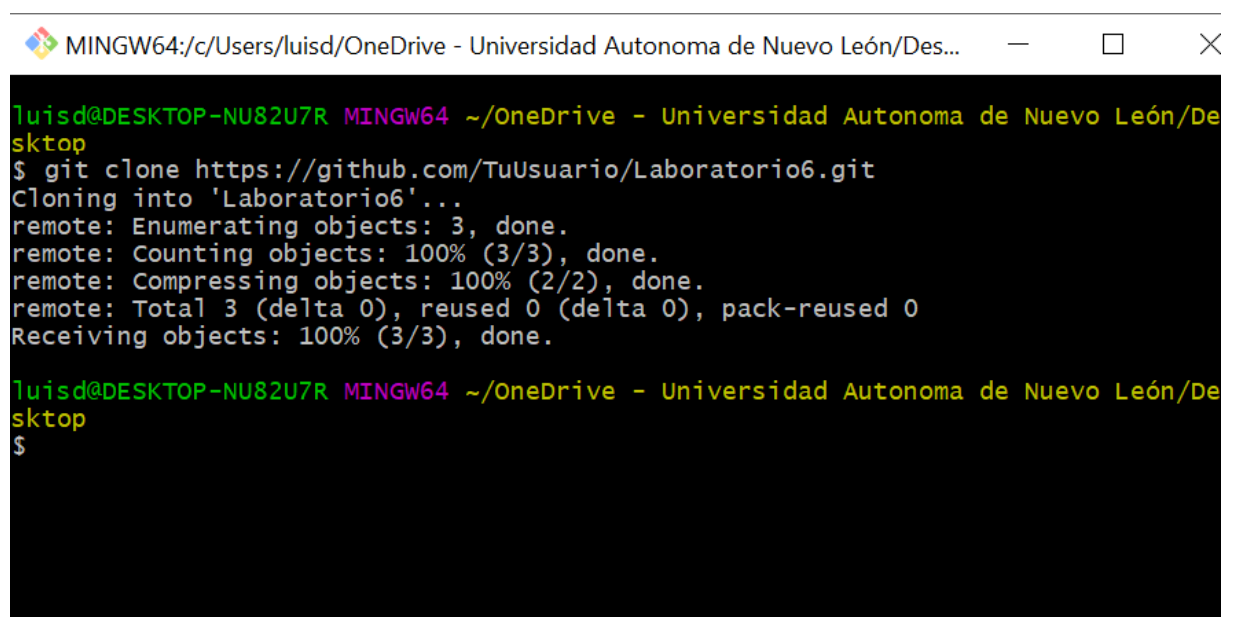 MINGW64:/c/Users/luisd/OneDrive - Universidad Autonoma de Nuevo León/Des...
luisd@DESKTOP-NU82U7R MINGW64 ~/OneDrive - Universidad Autonoma de Nuevo León/De
sktop
$ git clone https://github.com/TuUsuario/Laboratorio6.git
Cloning into 'Laboratorio6'...
remote: Enumerating objects: 3, done.
remote: Counting objects: 100% (3/3), done.
remote: Compressing objects: 100% (2/2), done.
remote: Total 3 (delta 0), reused 0 (delta 0), pack-reused 0
Receiving objects: 100% (3/3), done.
luisd@DESKTOP-NU82U7R MINGW64 ~/OneDrive - Universidad Autonoma de Nuevo León/De
sktop
$